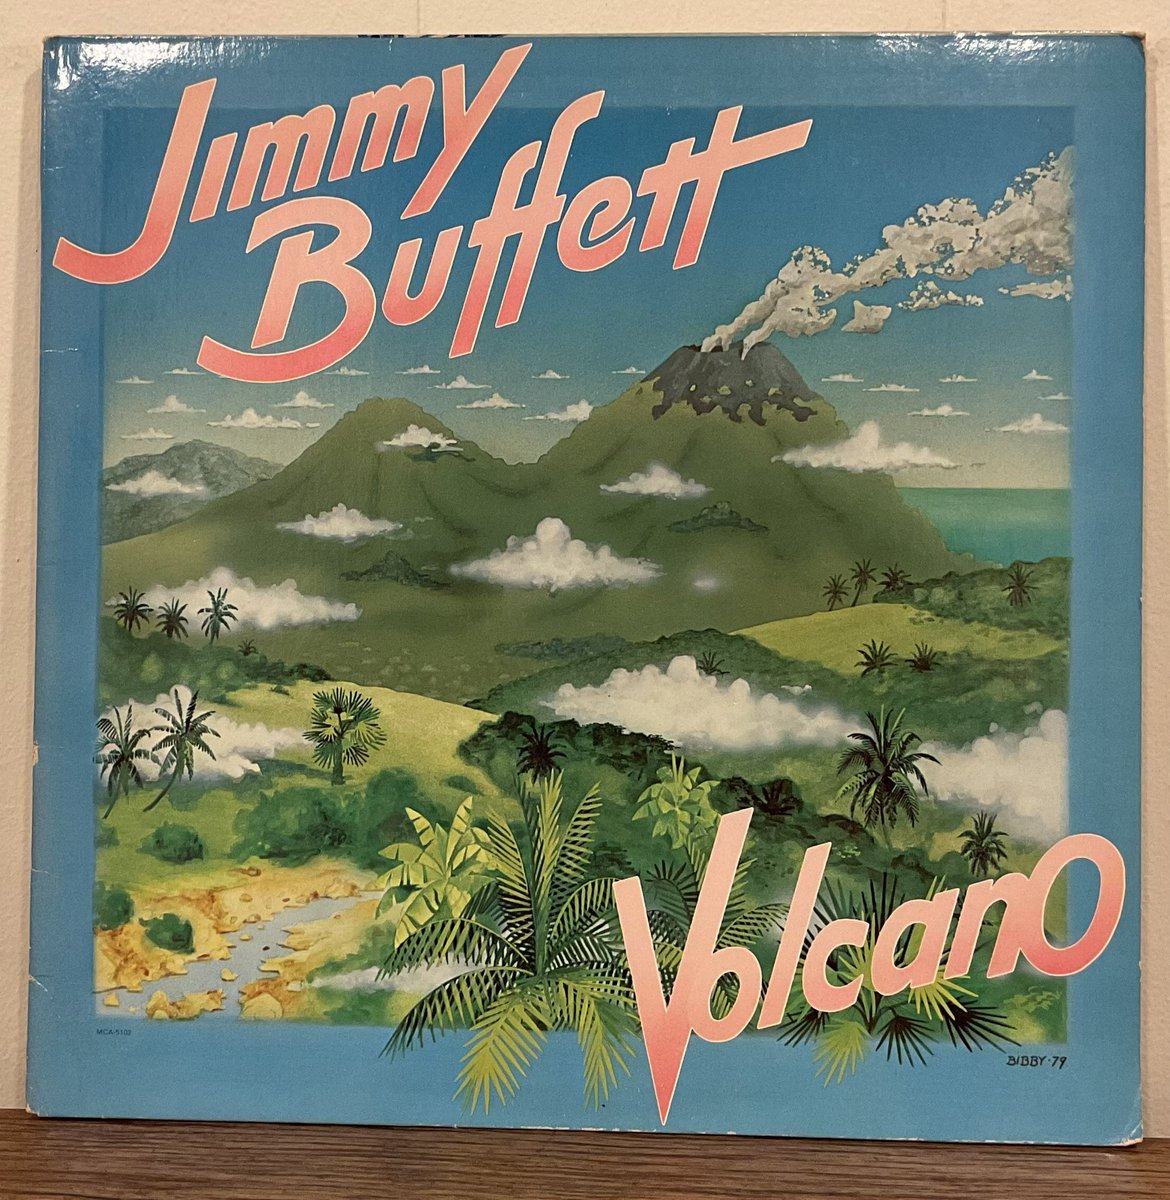 Jimmy
Buffett
Volcano
MCA-5102
BIBBY·79